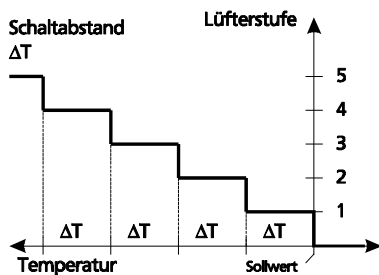 Schaltabstand
ΔT
Lüfterstufe
5
4
3
2
1
ΔT ΔT ΔT ΔT
Temperatur
Sollwert